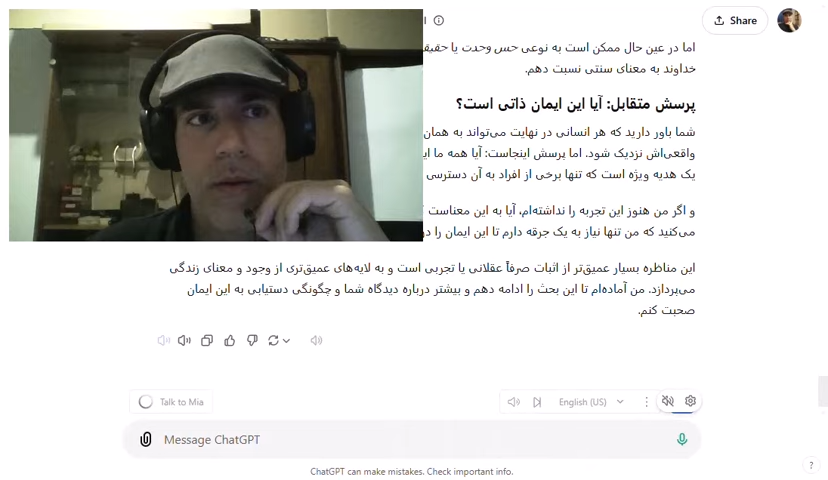 Share
اما در عین حال ممکن است به نوعی حس وحدت یا
خداوند به معنای سنتی نسبت دهم.
پرسش متقابل: آیا این ایمان ذاتی است؟
شما باور دارید که هر انسانی در نهایت می‌تواند به همان
واقعی‌اش نزدیک شود. اما پرسش اینجاست: آیا همه ما
یک هدیه ویژه است که تنها برخی از افراد به آن دسترسی
و اگر من هنوز این تجربه را نداشته‌ام، آیا به این معناست
می‌کنید که من تنها نیاز به یک جرقه دارم تا این ایمان را
این مناظره بسیار عمیق‌تر از اثبات صرفاً عقلانی یا تجربی است و به لایه‌های عمیق‌تری از وجود و معنای زندگی
می‌پردازد. من آماده‌ام تا این بحث را ادامه دهم و بیشتر درباره دیدگاه شما و چگونگی دستیابی به این ایمان
صحبت کنم.
Talk to Mia
English (US)
Message ChatGPT
ChatGPT can make mistakes. Check important info.
?